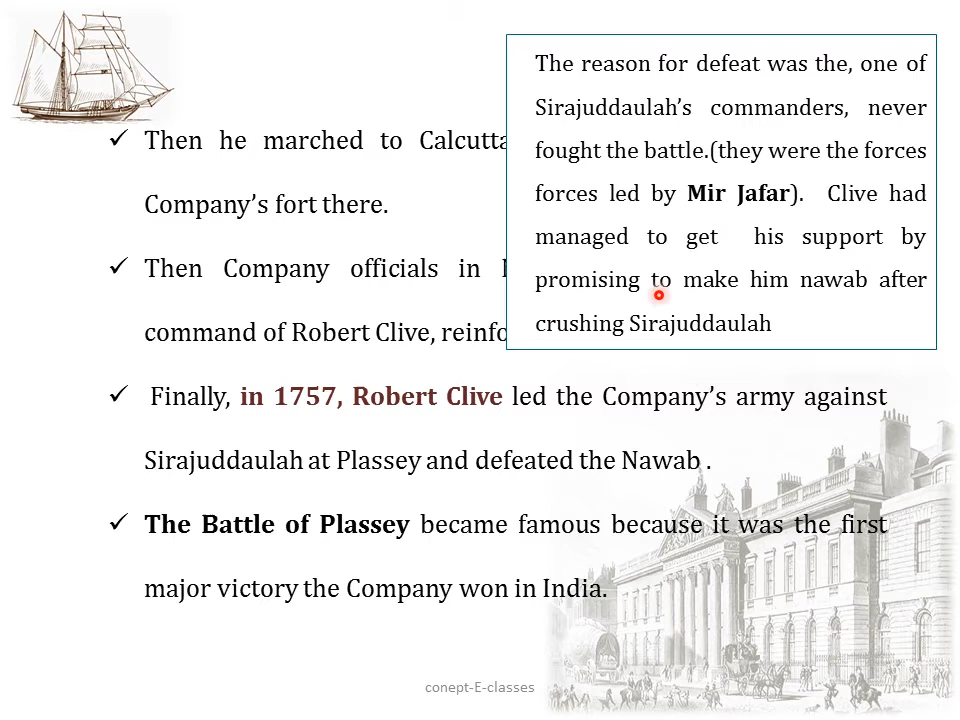 Then he marched to Calcutta
Company’s fort there.
Then Company officials in
command of Robert Clive,
Finally, in 1757, Robert Clive led the Company’s army against
Sirajuddaulah at Plassey and defeated the Nawab .
The Battle of Plassey became famous because it was the first
major victory the Company won in India.
The reason for defeat was the, one of
Sirajuddaulah’s commanders, never
fought the battle.(they were the forces
forces led by Mir Jafar). Clive had
managed to get his support by
promising to make him nawab after
crushing Sirajuddaulah
conept-E-classes